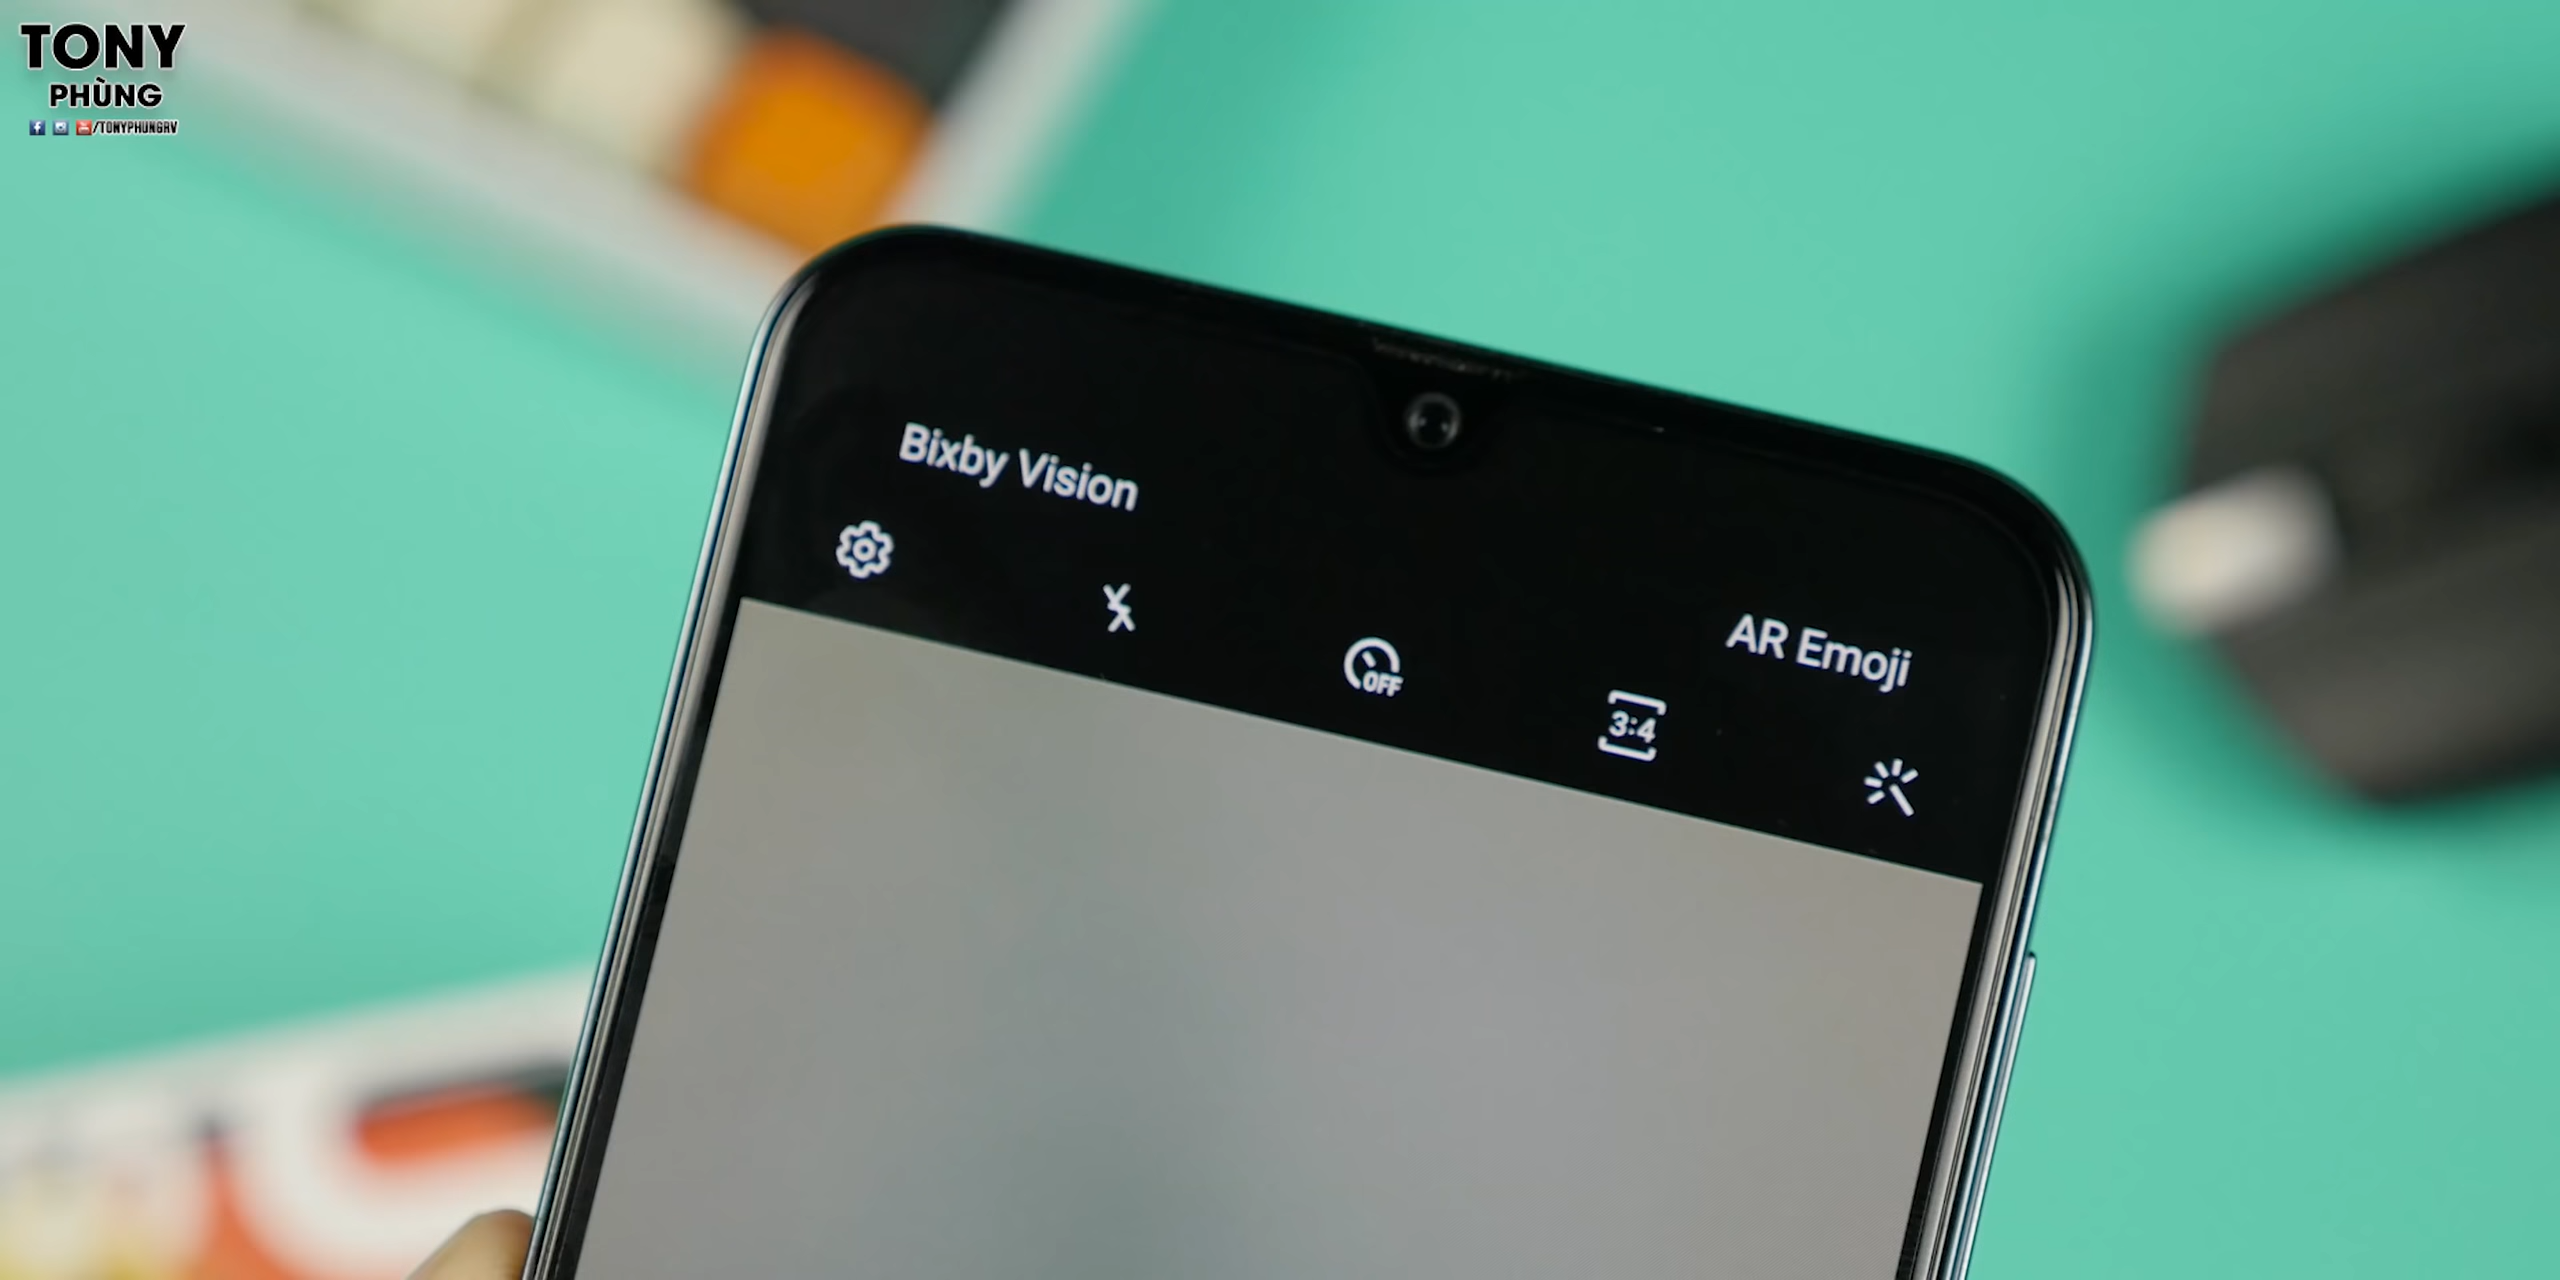 TONY
PHÙNG
/TONYPHUNGRV
Bixby Vision
AR Emoji
OFF
3:4